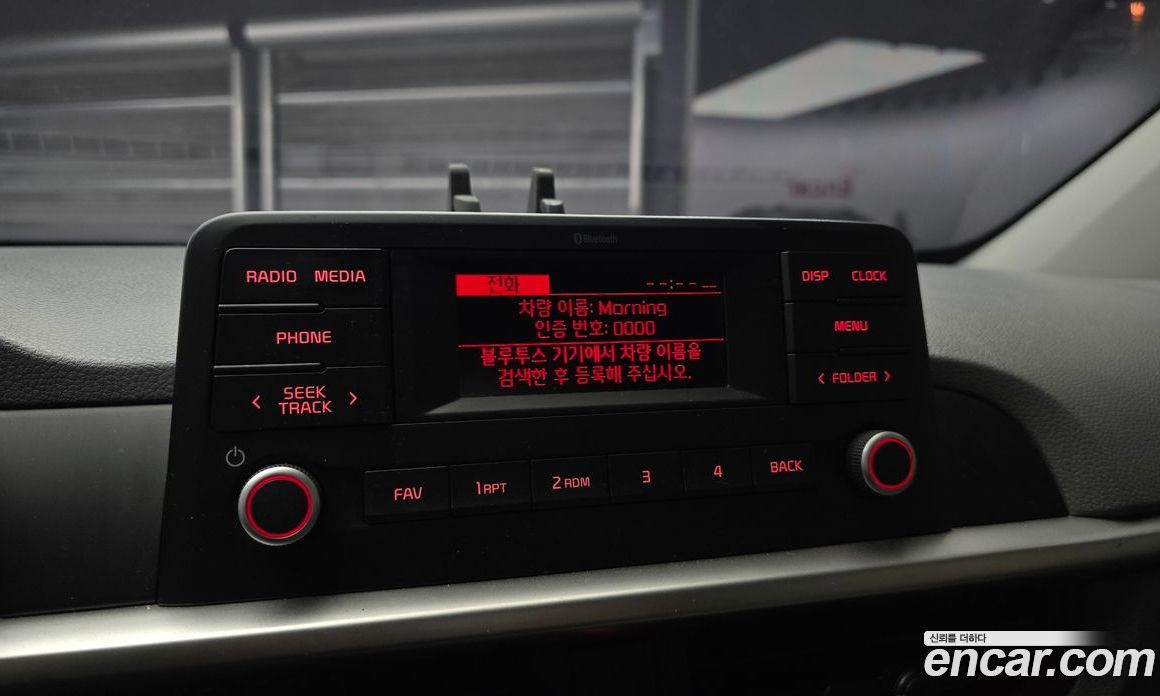 Bluetooth
RADIO MEDIA
PHONE
< SEEK TRACK >
전화 --:-- --
차량 이름: Morning
인증 번호: 0000
블루투스 기기에서 차량 이름을
검색한 후 등록해 주십시오.
DISP CLOCK
MENU
< FOLDER >
FAV 1 RPT 2 RDM 3 4 BACK
신뢰를 더하다
encar.com